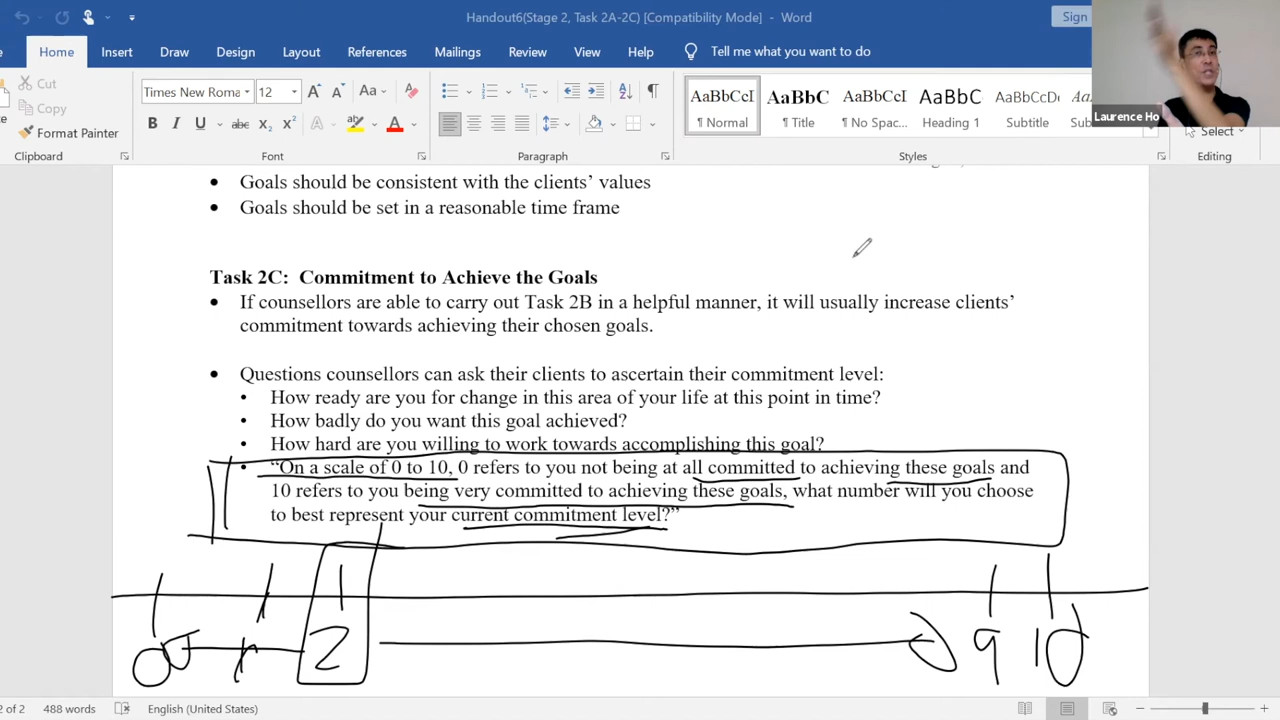 Handout6(Stage 2, Task 2A-2C) [Compatibility Mode] - Word
Sign
Home Insert Draw Design Layout References Mailings Review View Help Tell me what you want to do
Cut
Copy
Format Painter
Clipboard
Times New Roma 12
Font
Paragraph
AaBbCcI AaBbC AaBbCcI AaBbC AaBbCcDc
Normal Title No Spac... Heading 1 Subtitle
Styles
Laurence Ho
Select
Editing
• Goals should be consistent with the clients’ values
• Goals should be set in a reasonable time frame
Task 2C: Commitment to Achieve the Goals
• If counsellors are able to carry out Task 2B in a helpful manner, it will usually increase clients’
commitment towards achieving their chosen goals.
• Questions counsellors can ask their clients to ascertain their commitment level:
• How ready are you for change in this area of your life at this point in time?
• How badly do you want this goal achieved?
• How hard are you willing to work towards accomplishing this goal?
• “On a scale of 0 to 10, 0 refers to you not being at all committed to achieving these goals and
10 refers to you being very committed to achieving these goals, what number will you choose
to best represent your current commitment level?”
0 1 2 9 10
2 of 2 488 words English (United States)